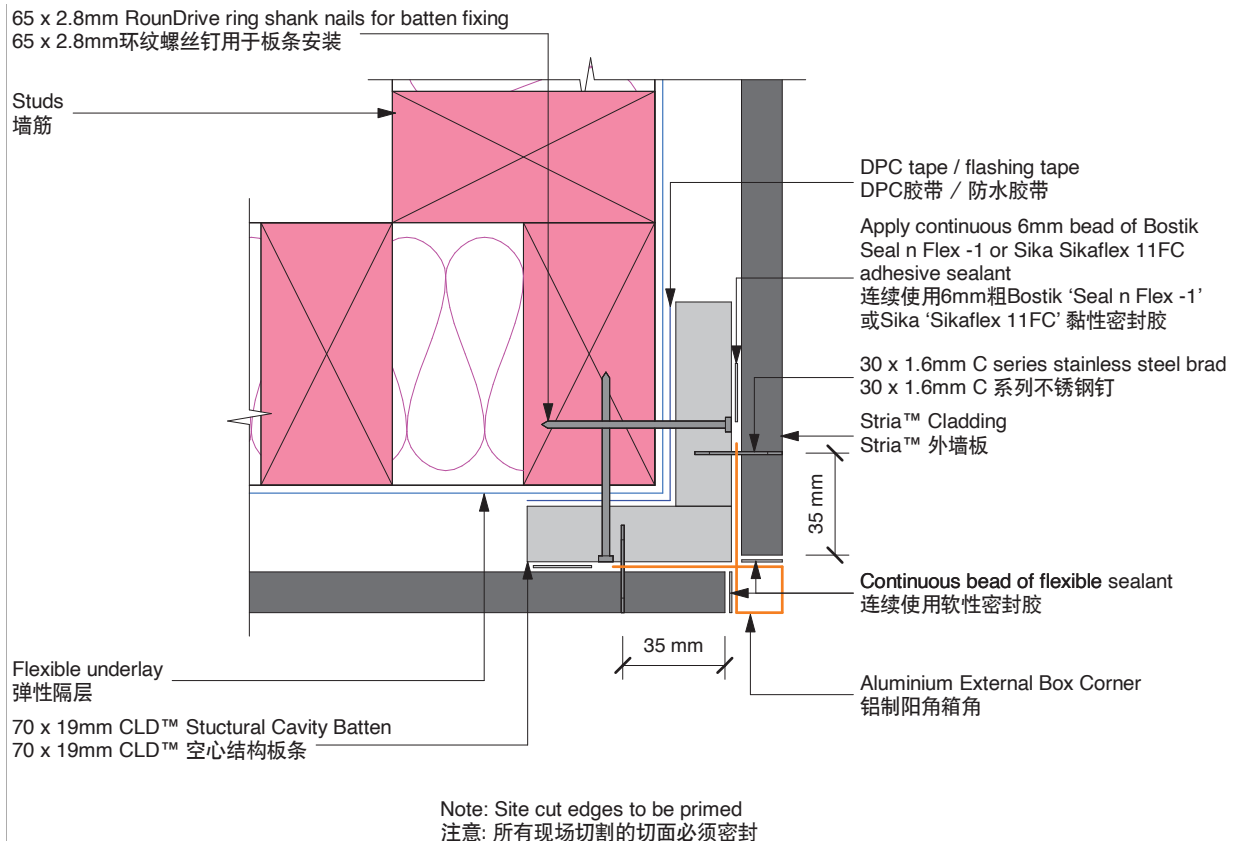 65 x 2.8mm RounDrive ring shank nails for batten fixing
65 x 2.8mm环纹螺丝钉用于板条安装
Studs
墙筋
DPC tape / flashing tape
DPC胶带 / 防水胶带
Apply continuous 6mm bead of Bostik
Seal n Flex -1 or Sika Sikaflex 11FC
adhesive sealant
连续使用6mm粗Bostik ‘Seal n Flex -1’
或Sika ‘Sikaflex 11FC’ 黏性密封胶
30 x 1.6mm C series stainless steel brad
30 x 1.6mm C 系列不锈钢钉
Stria™ Cladding
Stria™ 外墙板
35 mm
Continuous bead of flexible sealant
连续使用软性密封胶
35 mm
Flexible underlay
弹性隔层
Aluminium External Box Corner
铝制阳角箱角
70 x 19mm CLD™ Stuctural Cavity Batten
70 x 19mm CLD™ 空心结构板条
Note: Site cut edges to be primed
注意: 所有现场切割的切面必须密封